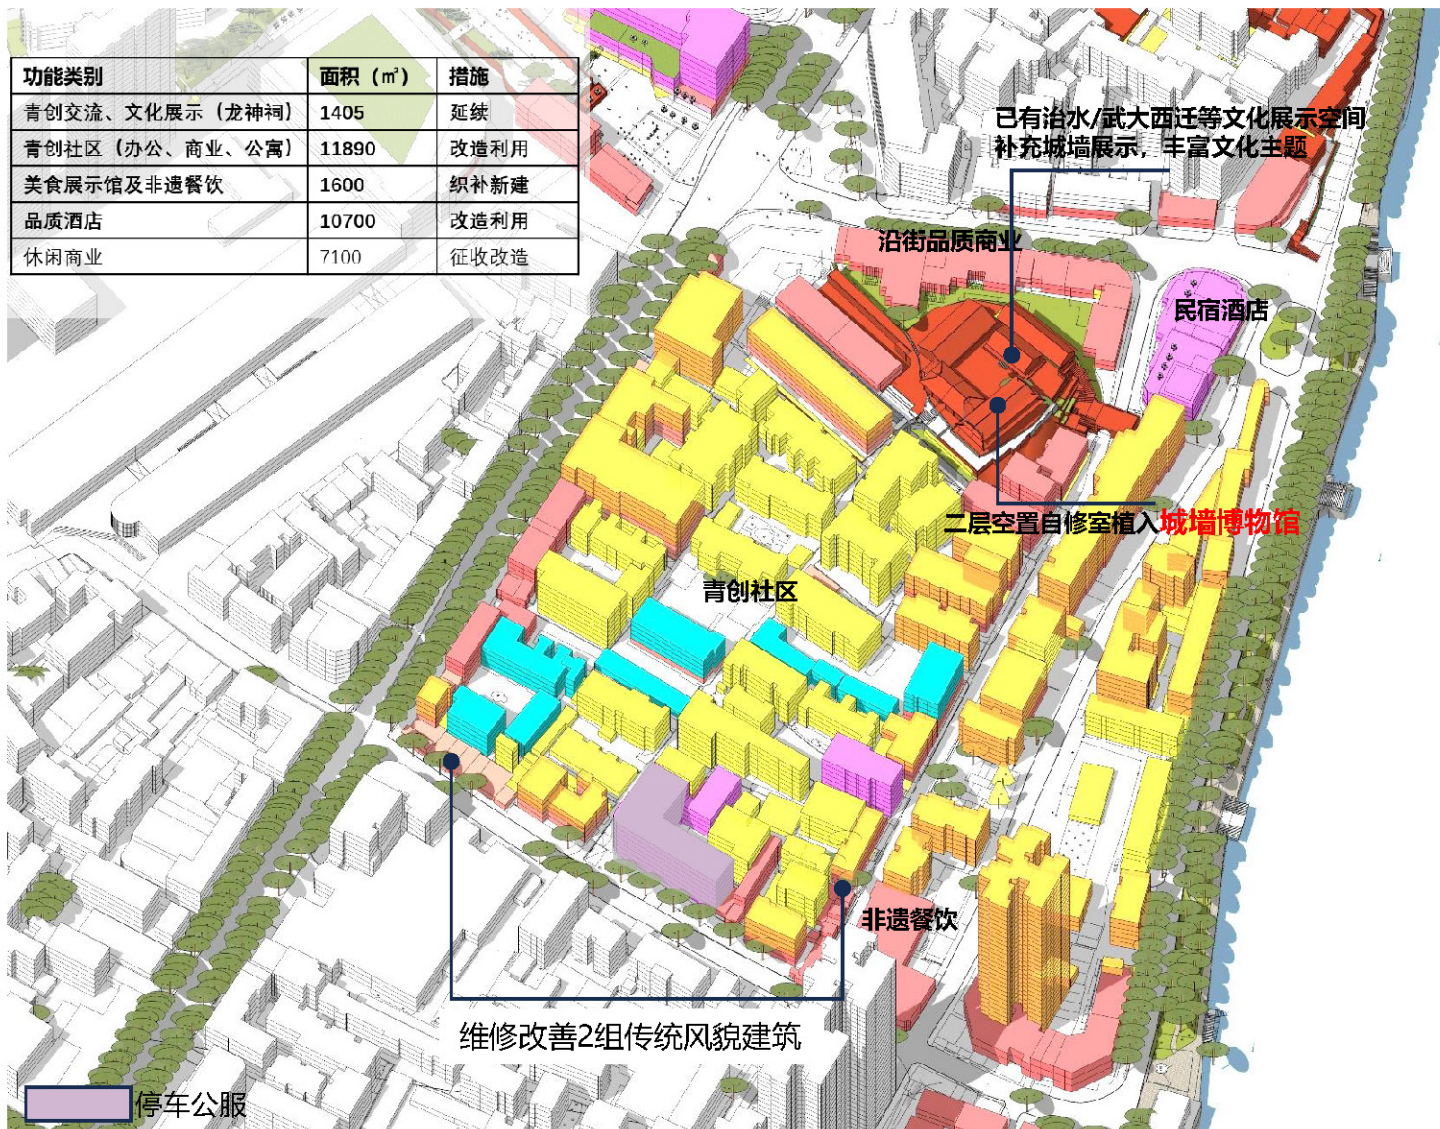 功能类别 面积（㎡） 措施
青创交流、文化展示（龙神祠） 1405 延续
青创社区（办公、商业、公寓） 11890 改造利用
美食展示馆及非遗餐饮 1600 织补新建
品质酒店 10700 改造利用
休闲商业 7100 征收改造
已有治水/武大西迁等文化展示空间
补充城墙展示，丰富文化主题
沿街品质商业
民宿酒店
二层空置自修室植入城墙博物馆
青创社区
非遗餐饮
维修改善2组传统风貌建筑
停车公服